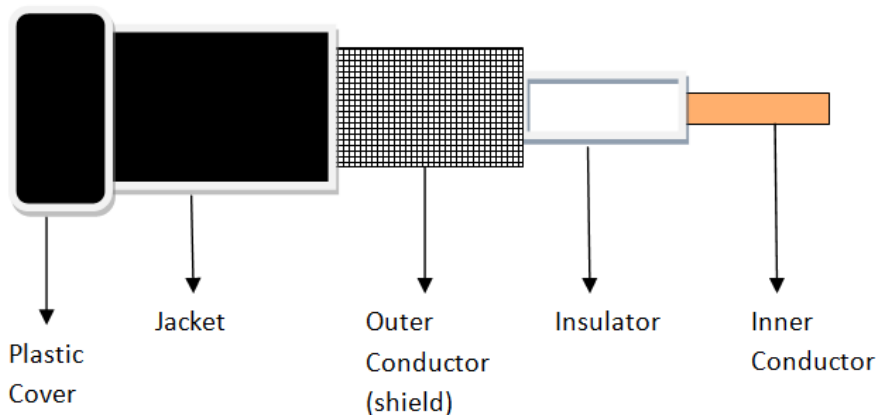 Plastic
Cover
Jacket
Outer
Conductor
(shield)
Insulator
Inner
Conductor